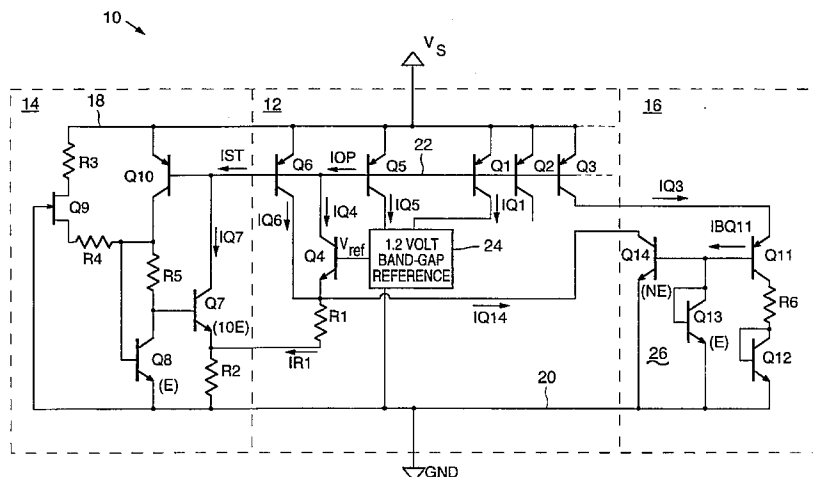 10
V_S
14
18
12
16
R3
Q10
IST
Q6
IOP
Q5
22
Q1
Q2
Q3
Q9
IQ7
IQ6
IQ4
IQ5
IQ1
IQ3
R4
Q4
V_ref
1.2 VOLT
BAND-GAP
REFERENCE
24
IBQ11
Q14
Q11
R5
Q7
(10E)
R1
IQ14
(NE)
Q13
R6
Q8
(E)
R2
IR1
20
26
(E)
Q12
GND